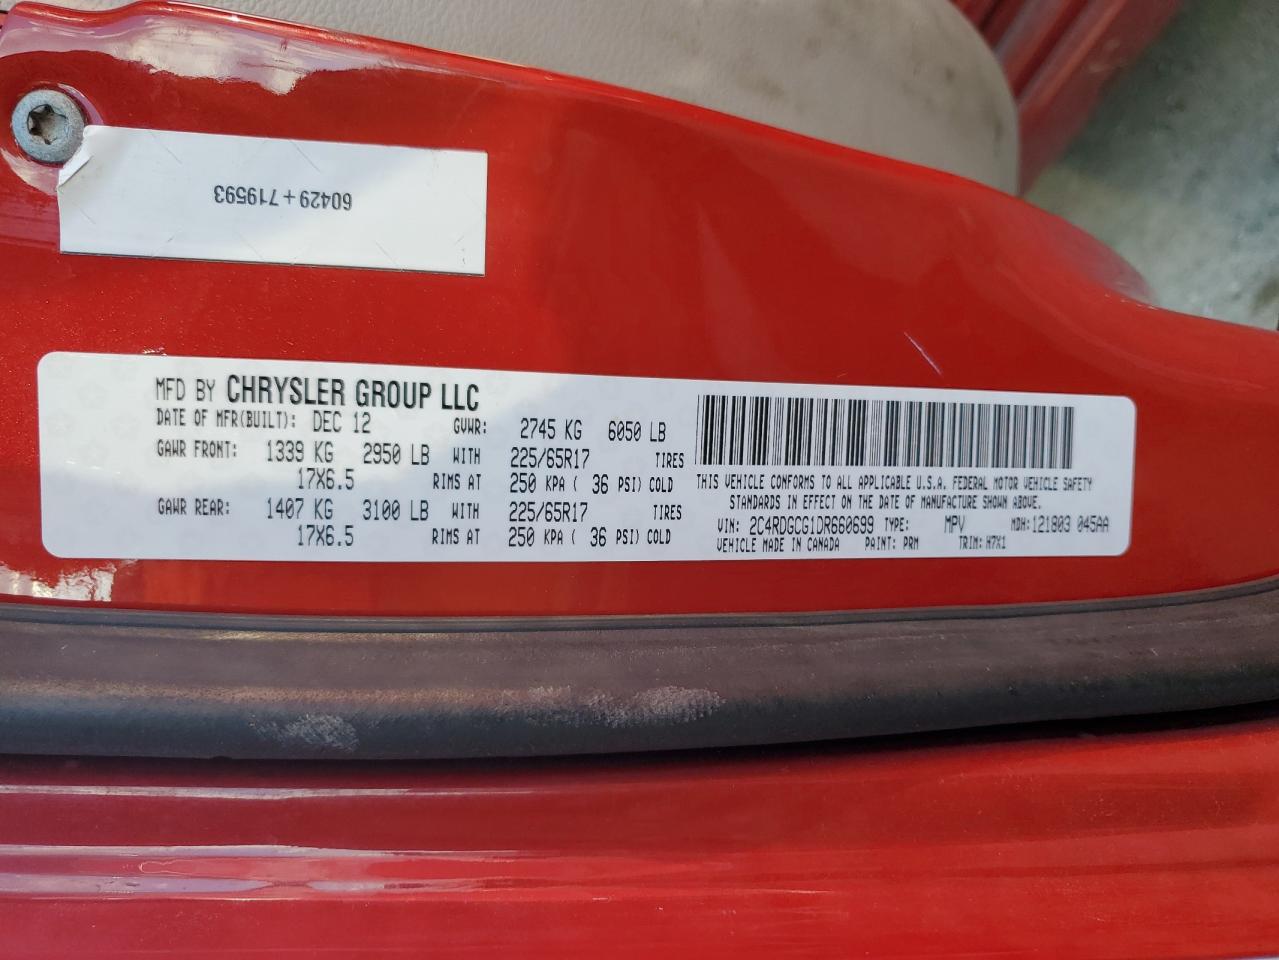 60429+719593
MFD BY CHRYSLER GROUP LLC
DATE OF MFR(BUILT): DEC 12 GVWR: 2745 KG 6050 LB
GAWR FRONT: 1339 KG 2950 LB WITH 225/65R17 TIRES
17X6.5 RIMS AT 250 KPA ( 36 PSI) COLD
GAWR REAR: 1407 KG 3100 LB WITH 225/65R17 TIRES
17X6.5 RIMS AT 250 KPA ( 36 PSI) COLD
THIS VEHICLE CONFORMS TO ALL APPLICABLE U.S.A. FEDERAL MOTOR VEHICLE SAFETY
STANDARDS IN EFFECT ON THE DATE OF MANUFACTURE SHOWN ABOVE.
VIN: 2C4RDGCG1DR660699 TYPE: MPV MDH: 121803 045AA
VEHICLE MADE IN CANADA PAINT: PRM TRIM: H7X1